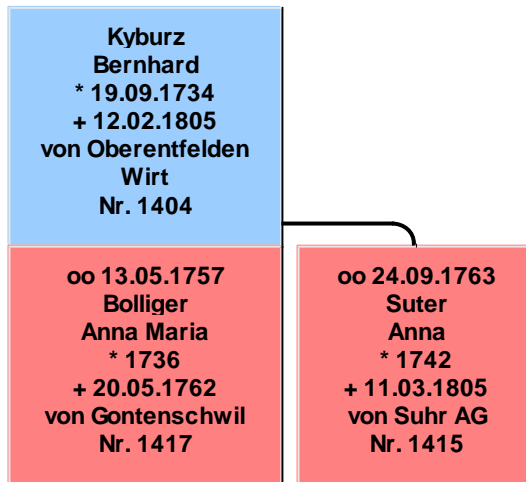 Kyburz
Bernhard
* 19.09.1734
+ 12.02.1805
von Oberentfelden
Wirt
Nr. 1404
oo 13.05.1757
Bolliger
Anna Maria
* 1736
+ 20.05.1762
von Gontenschwil
Nr. 1417
oo 24.09.1763
Suter
Anna
* 1742
+ 11.03.1805
von Suhr AG
Nr. 1415